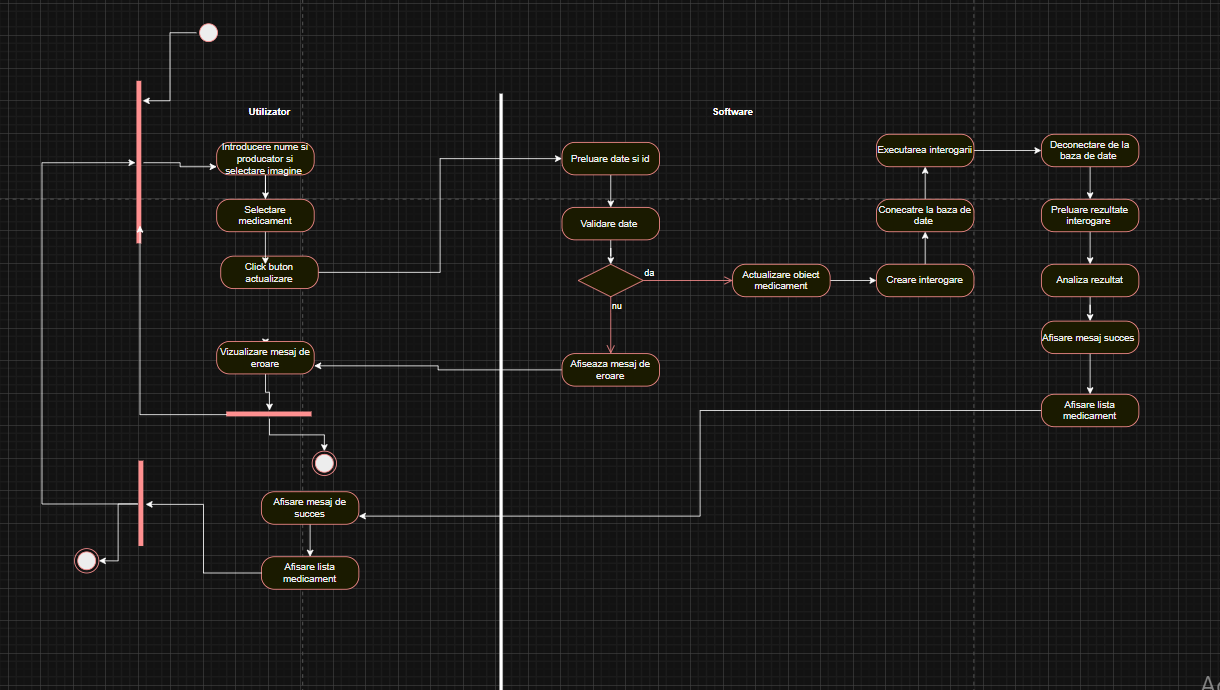 Utilizator
Software
Introducere nume si
producator si
selectare imagine
Selectare
medicament
Click buton
actualizare
Vizualizare mesaj de
eroare
Afisare mesaj de
succes
Afisare lista
medicament
Preluare date si id
Validare date
da
nu
Afiseaza mesaj de
eroare
Actualizare obiect
medicament
Creare interogare
Conecatre la baza de
date
Executarea interogarii
Deconectare de la
baza de date
Preluare rezultate
interogare
Analiza rezultat
Afisare mesaj succes
Afisare lista
medicament